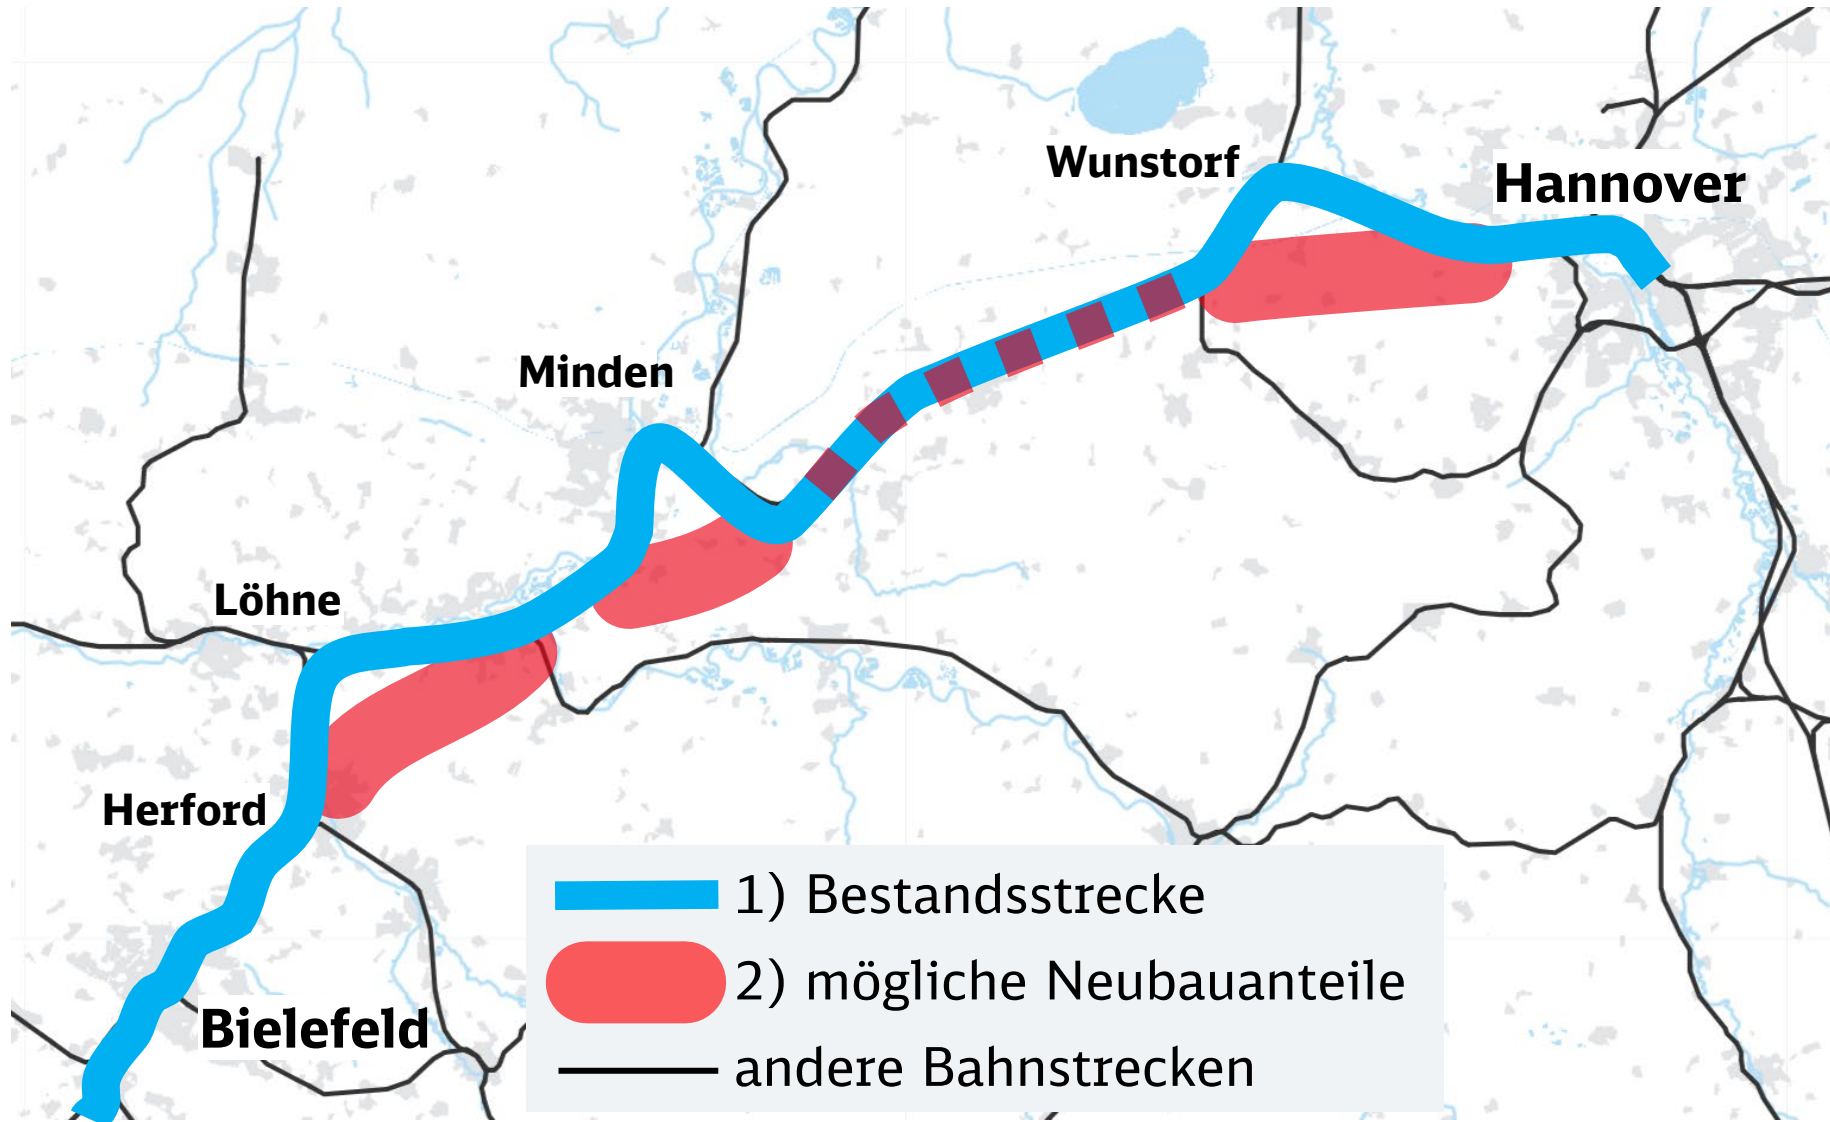 Wunstorf
Hannover
Minden
Löhne
Herford
Bielefeld
1) Bestandsstrecke
2) mögliche Neubauanteile
andere Bahnstrecken